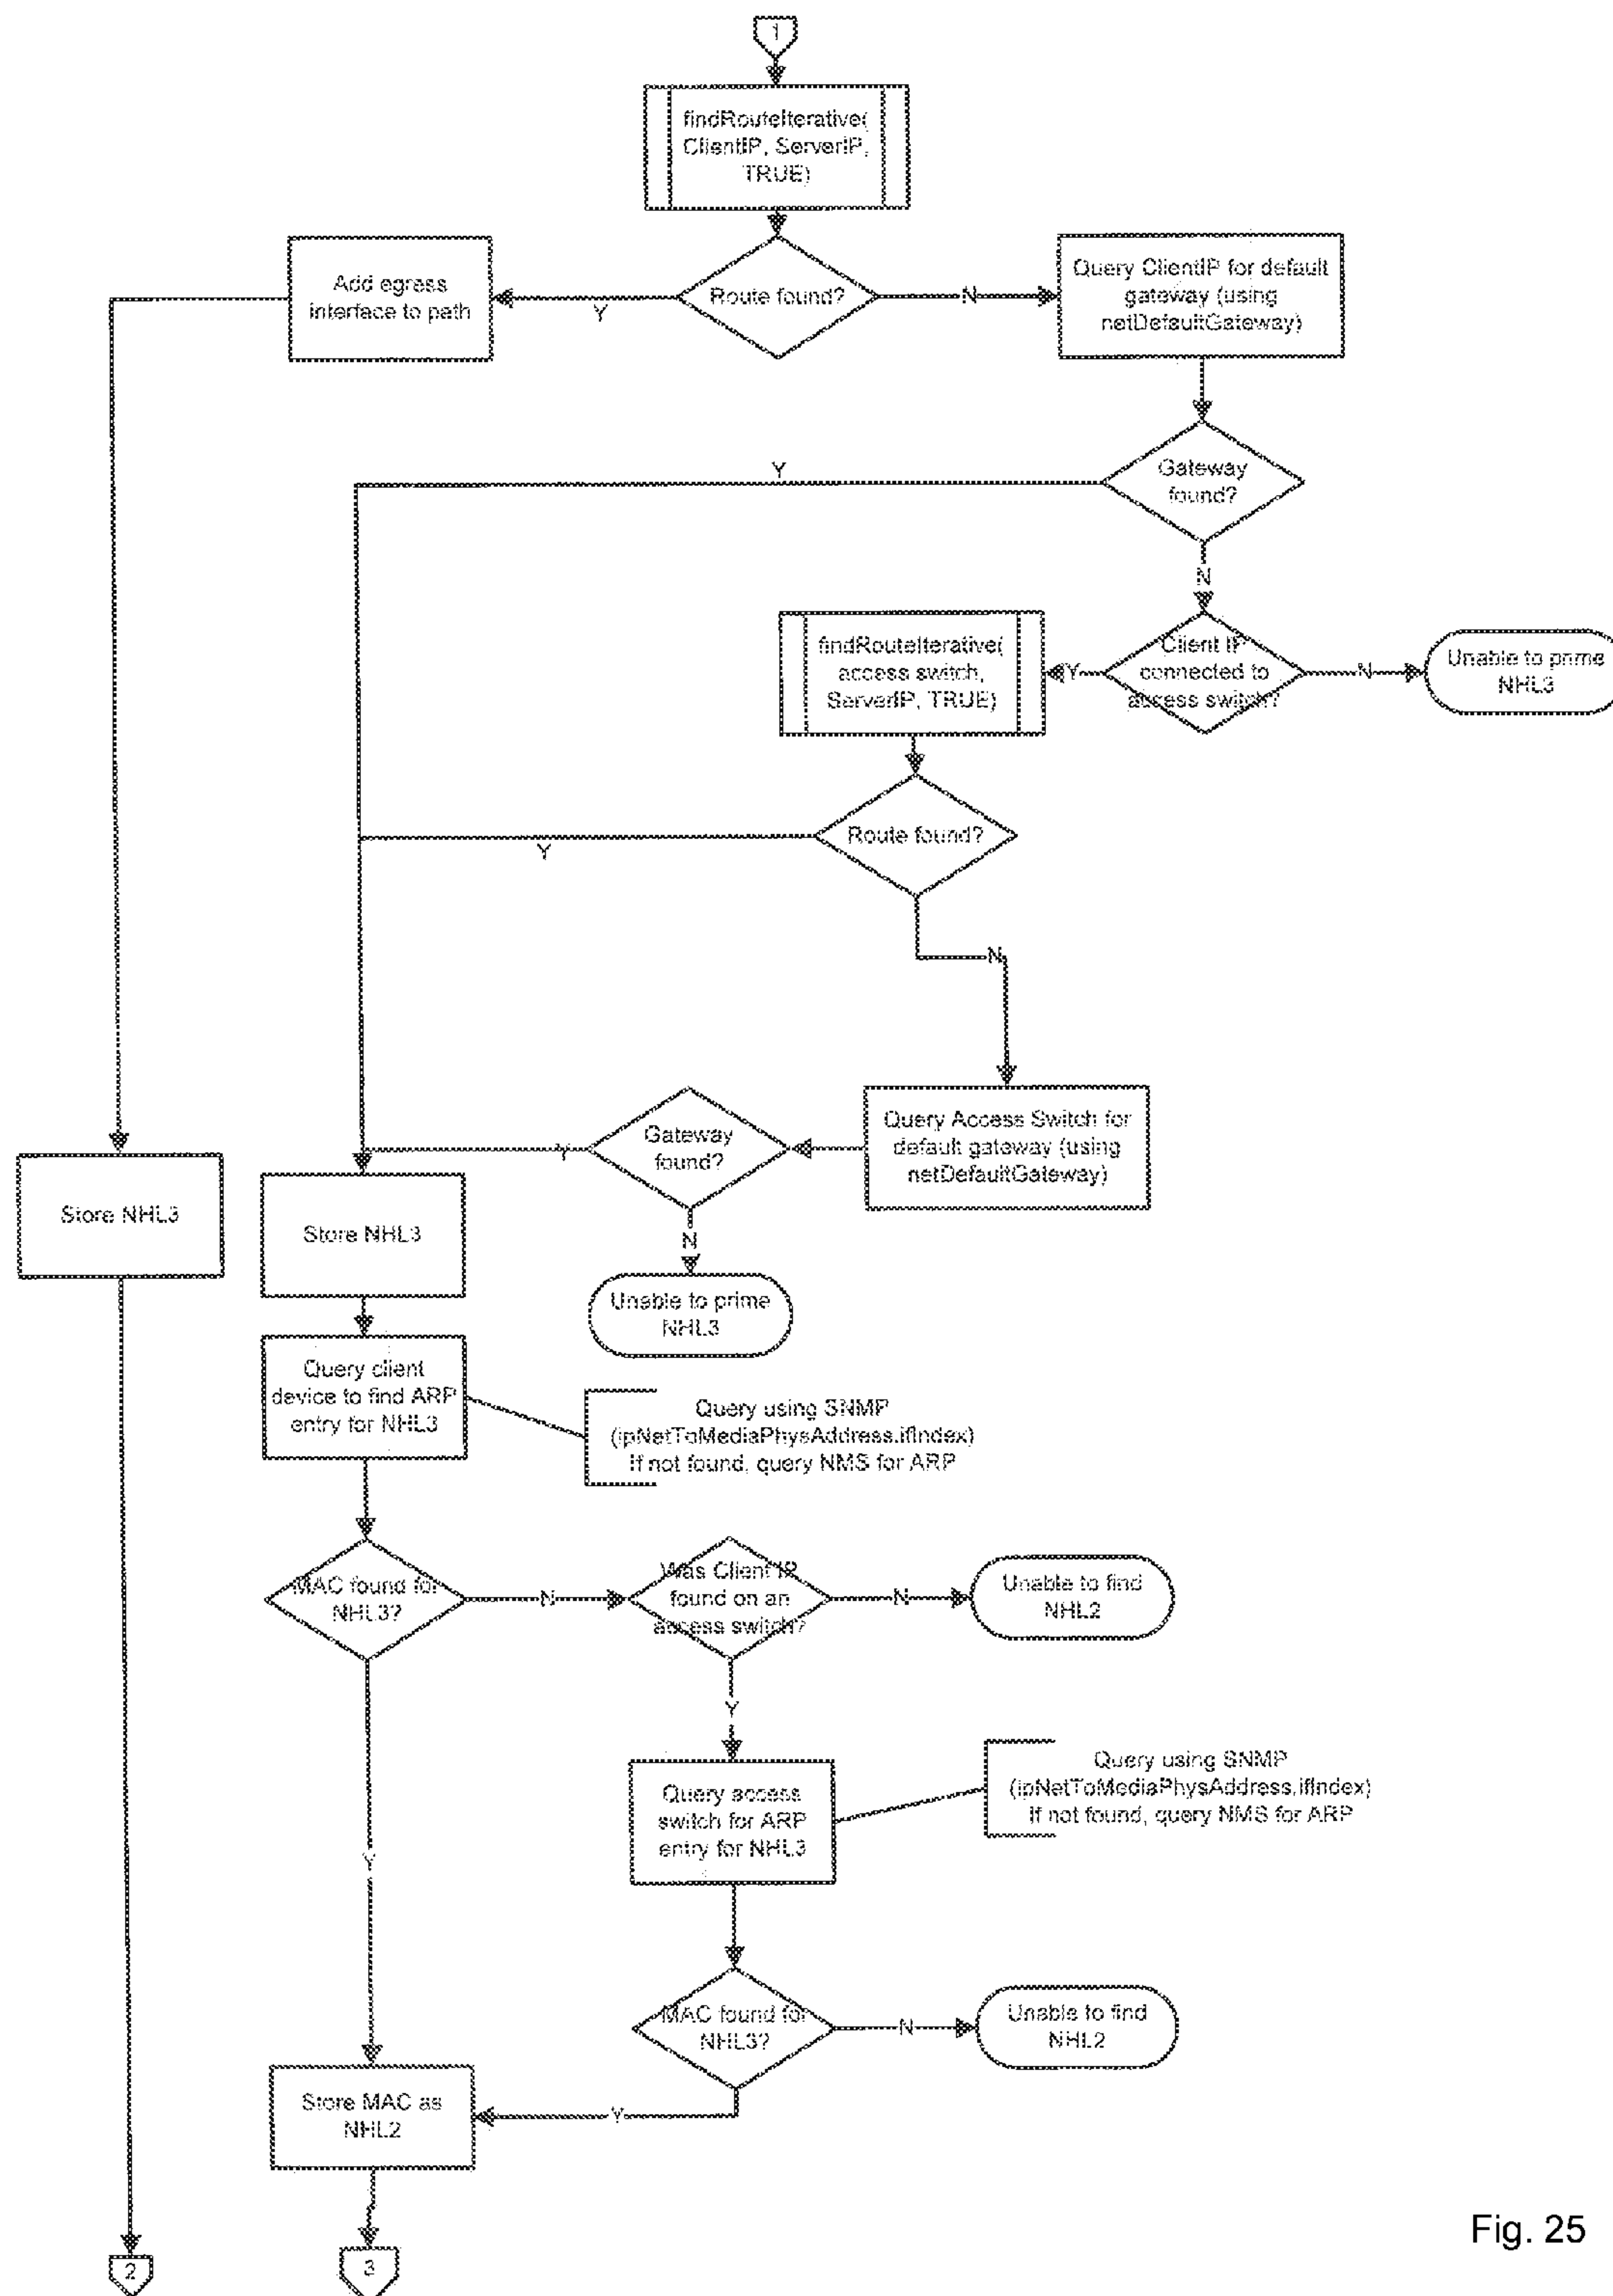 1
findRouteIterative(
ClientIP, ServerIP,
TRUE)
Add egress
interface to path
Y
Route found?
N
Query ClientIP for default
gateway (using
netDefaultGateway)
Y
Gateway
found?
N
findRouteIterative(
access switch,
ServerIP, TRUE)
Y
Client IP
connected to
access switch?
N
Unable to prime
NHL3
Y
Route found?
N
Store NHL3
Store NHL3
Y
Gateway
found?
Query Access Switch for
default gateway (using
netDefaultGateway)
N
Unable to prime
NHL3
Query client
device to find ARP
entry for NHL3
Query using SNMP
(ipNetToMediaPhysAddress.ifIndex)
If not found, query NMS for ARP
MAC found for
NHL3?
N
Was Client IP
found on an
access switch?
N
Unable to find
NHL2
Y
Y
Query access
switch for ARP
entry for NHL3
Query using SNMP
(ipNetToMediaPhysAddress.ifIndex)
If not found, query NMS for ARP
MAC found for
NHL3?
N
Unable to find
NHL2
Store MAC as
NHL2
Y
2
3
Fig. 25